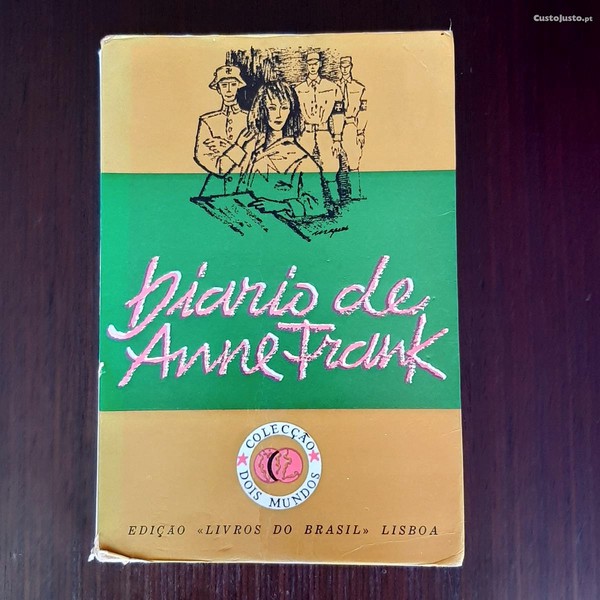 CustoJusto.pt
Diario de
Anne Frank
COLECÇÃO
DOIS MUNDOS
EDIÇÃO «LIVROS DO BRASIL» LISBOA